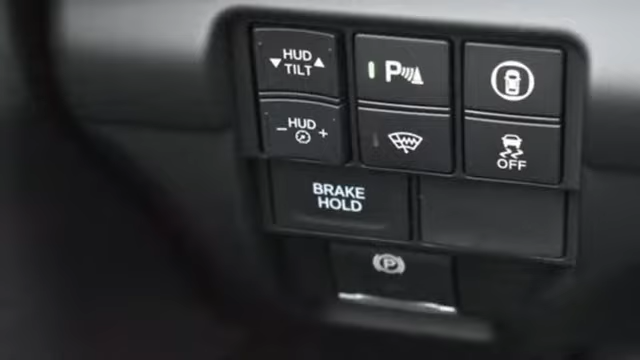 HUD
TILT
P
- HUD +
OFF
BRAKE
HOLD
P